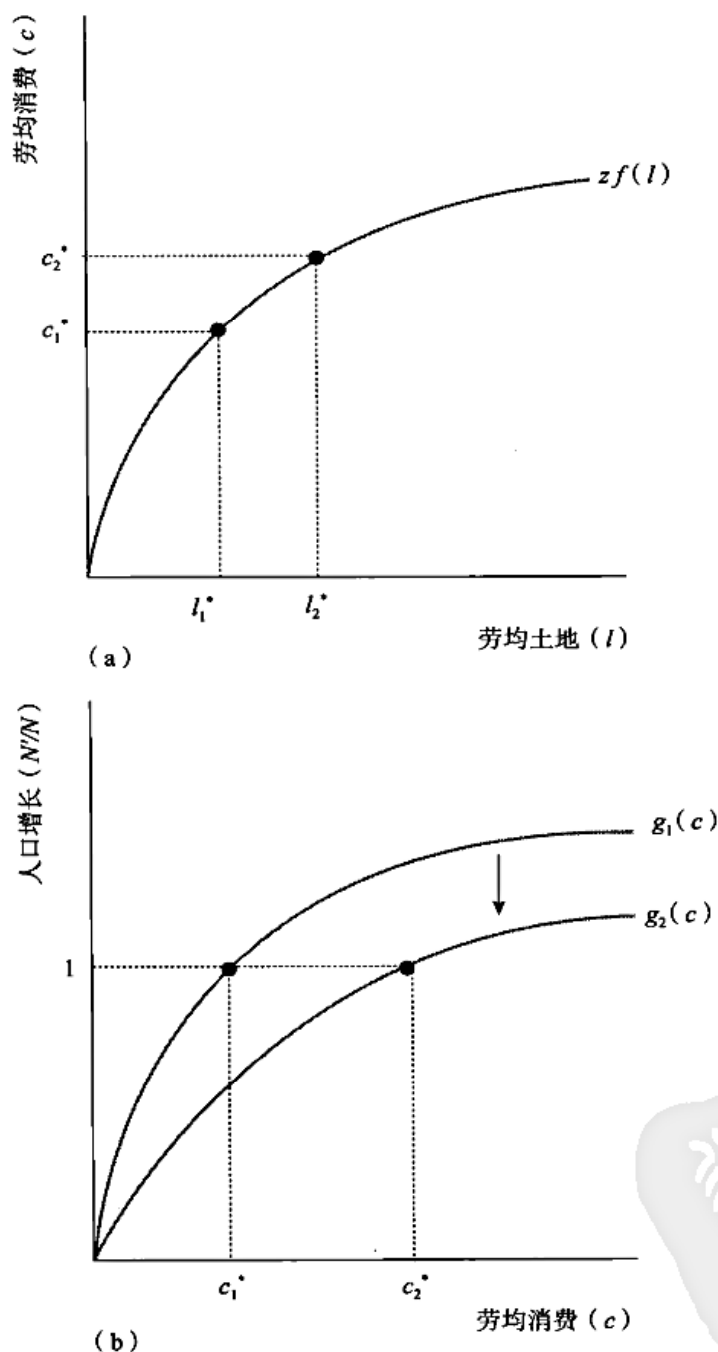 劳均消费（c）
zf(l)
c₂*
c₁*
l₁*
l₂*
劳均土地（l）
（a）
人口增长（N'/N）
g₁(c)
g₂(c)
1
c₁*
c₂*
劳均消费（c）
（b）